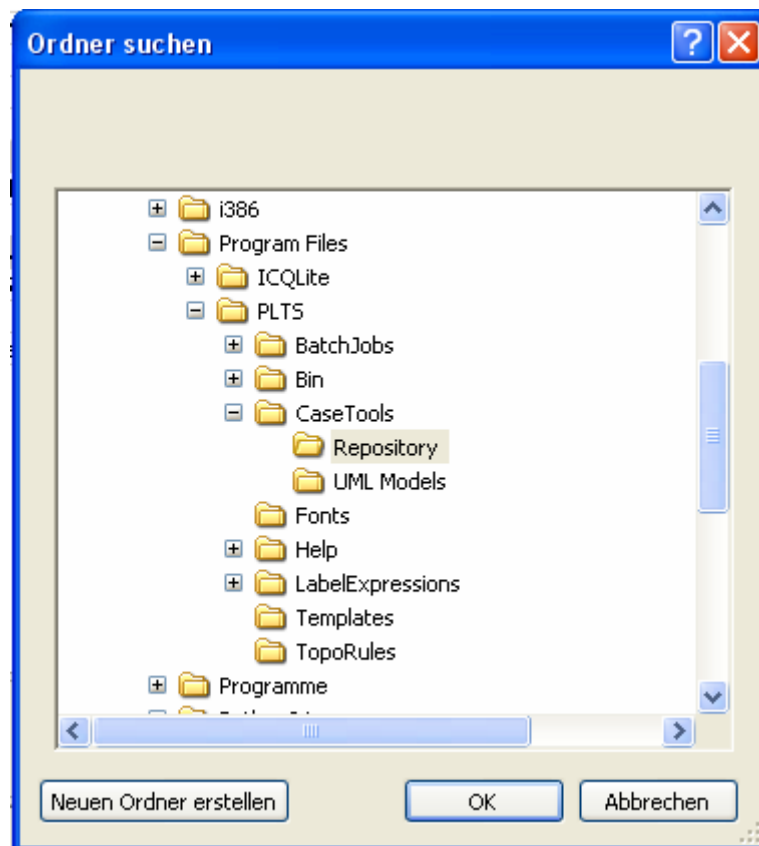 Ordner suchen
i386
Program Files
ICQLite
PLTS
BatchJobs
Bin
CaseTools
Repository
UML Models
Fonts
Help
LabelExpressions
Templates
TopoRules
Programme
Neuen Ordner erstellen
OK
Abbrechen